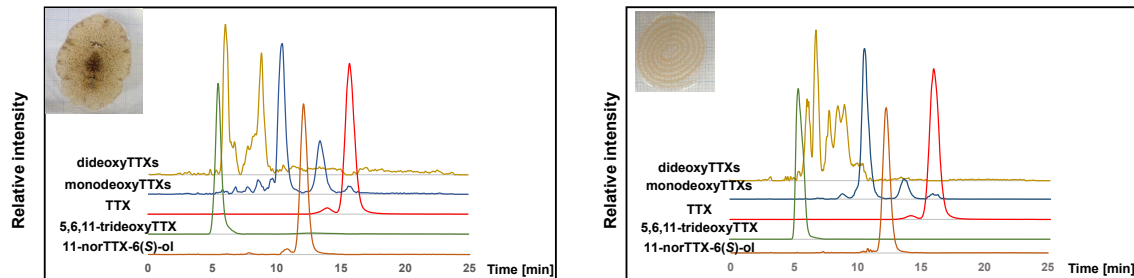 Relative intensity
dideoxyTTXs
monodeoxyTTXs
TTX
5,6,11-trideoxyTTX
11-norTTX-6(S)-ol
0 5 10 15 20 25
Time [min]
Relative intensity
dideoxyTTXs
monodeoxyTTXs
TTX
5,6,11-trideoxyTTX
11-norTTX-6(S)-ol
0 5 10 15 20 25
Time [min]